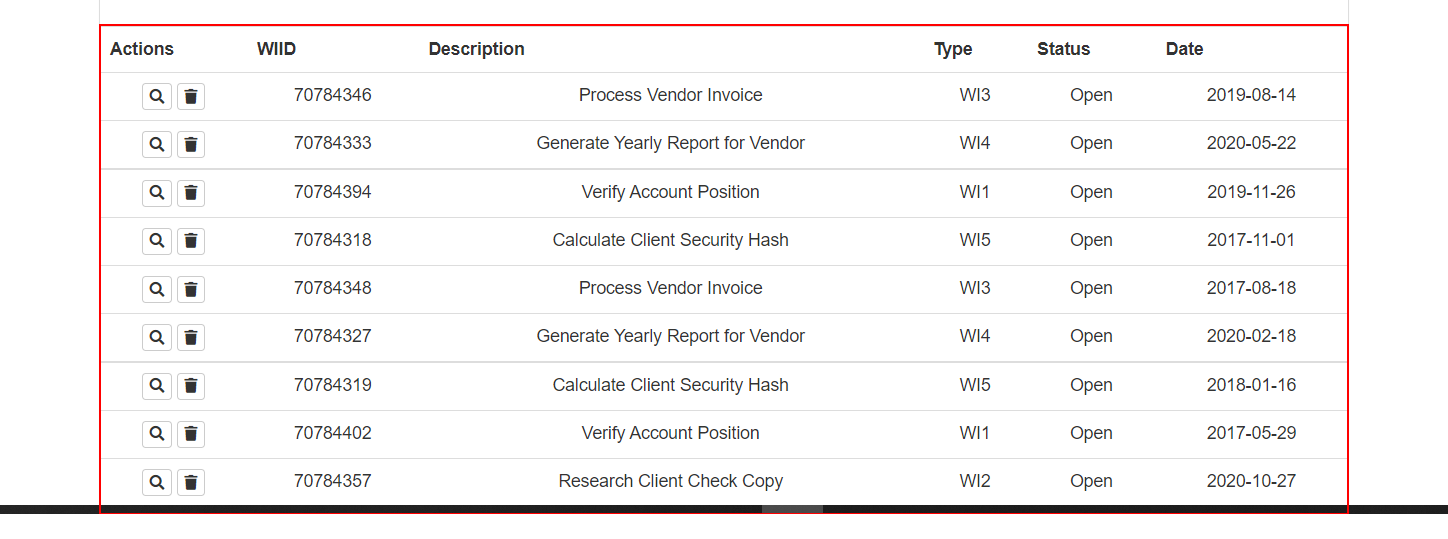 Actions WIID Description Type Status Date
70784346 Process Vendor Invoice WI3 Open 2019-08-14
70784333 Generate Yearly Report for Vendor WI4 Open 2020-05-22
70784394 Verify Account Position WI1 Open 2019-11-26
70784318 Calculate Client Security Hash WI5 Open 2017-11-01
70784348 Process Vendor Invoice WI3 Open 2017-08-18
70784327 Generate Yearly Report for Vendor WI4 Open 2020-02-18
70784319 Calculate Client Security Hash WI5 Open 2018-01-16
70784402 Verify Account Position WI1 Open 2017-05-29
70784357 Research Client Check Copy WI2 Open 2020-10-27